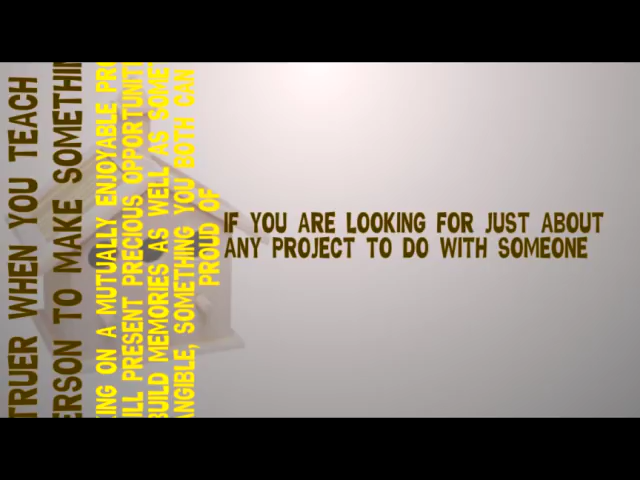 TRUER WHEN YOU TEACH
TO MAKE
ON A MUTUALLY ENJOYABLE
PRESENT PRECIOUS
BUILD MEMORIES AS WELL AS
SOMETHING YOU BOTH CAN
PROUD OF
IF YOU ARE LOOKING FOR JUST ABOUT
ANY PROJECT TO DO WITH SOMEONE